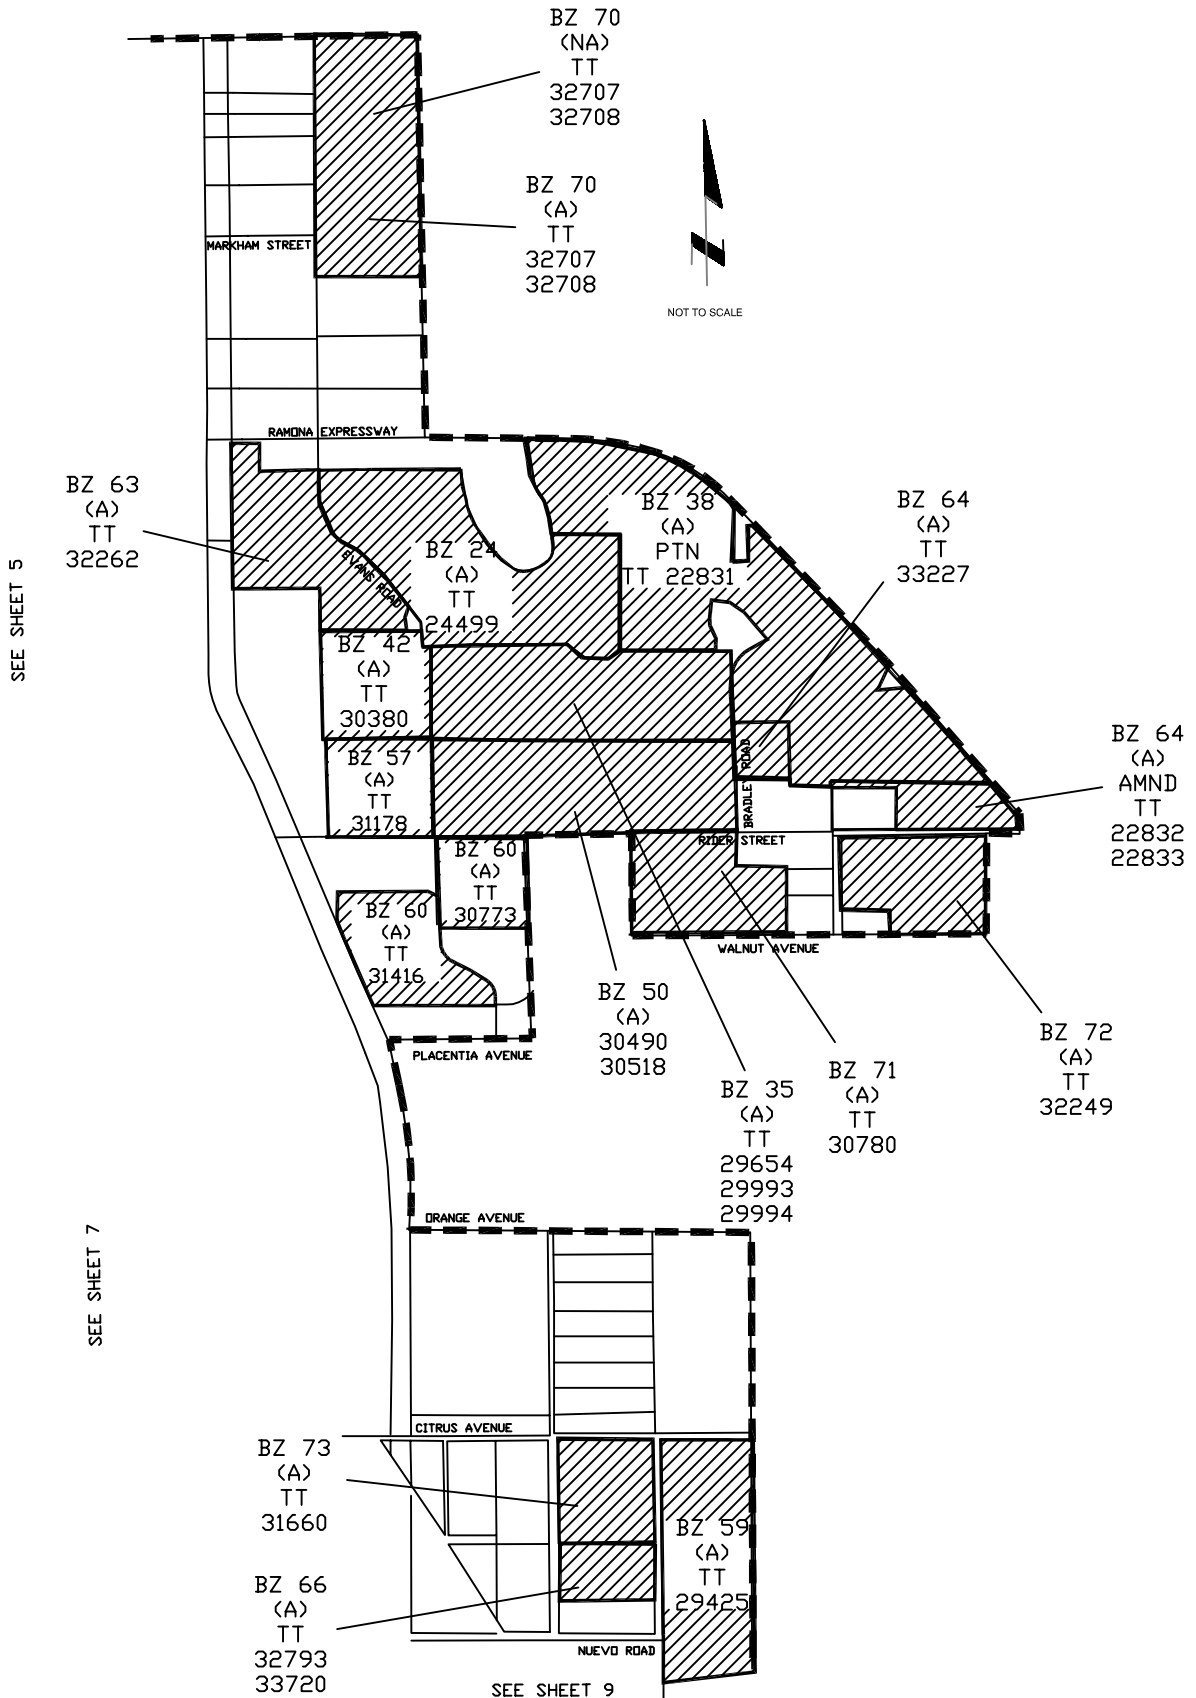 BZ 70
(NA)
TT
32707
32708
BZ 70
(A)
TT
32707
32708
MARKHAM STREET
NOT TO SCALE
RAMONA EXPRESSWAY
BZ 63
(A)
TT
32262
SEE SHEET 5
EVANS ROAD
BZ 24
(A)
TT
24499
BZ 38
(A)
PTN
TT 22831
BZ 64
(A)
TT
33227
BZ 42
(A)
TT
30380
BZ 57
(A)
TT
31178
BRADLEY ROAD
BZ 64
(A)
AMND
TT
22832
22833
RIDER STREET
BZ 60
(A)
TT
30773
BZ 60
(A)
TT
31416
WALNUT AVENUE
BZ 50
(A)
30490
30518
PLACENTIA AVENUE
BZ 35
(A)
TT
29654
29993
29994
BZ 71
(A)
TT
30780
BZ 72
(A)
TT
32249
ORANGE AVENUE
SEE SHEET 7
CITRUS AVENUE
BZ 73
(A)
TT
31660
BZ 59
(A)
TT
29425
BZ 66
(A)
TT
32793
33720
NUEVO ROAD
SEE SHEET 9